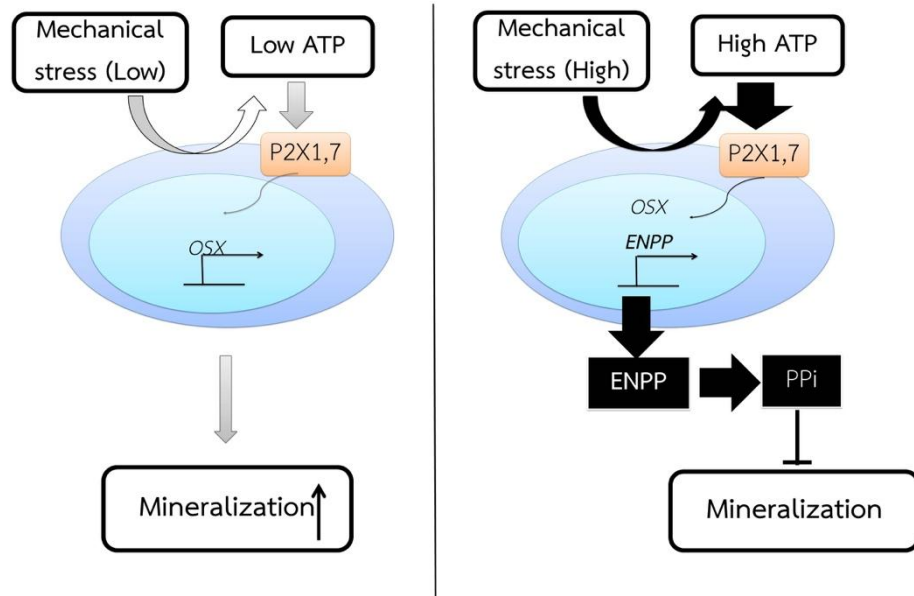 Mechanical
stress (Low)
Low ATP
P2X1,7
OSX
Mineralization
Mechanical
stress (High)
High ATP
P2X1,7
OSX
ENPP
ENPP
PPi
Mineralization